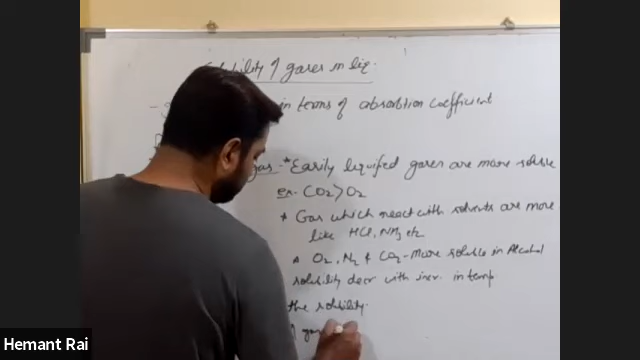 Solubility of gases in liq.
in terms of absorption coefficient
gas - * Easily liquified gases are more soluble
ex. CO2 > O2
* Gas which react with solvents are more
like HCl, NH3 etc
* O2, N2 & CO2 - More soluble in Alcohol
solubility decr with incr. in temp
the solubility.
Hemant Rai